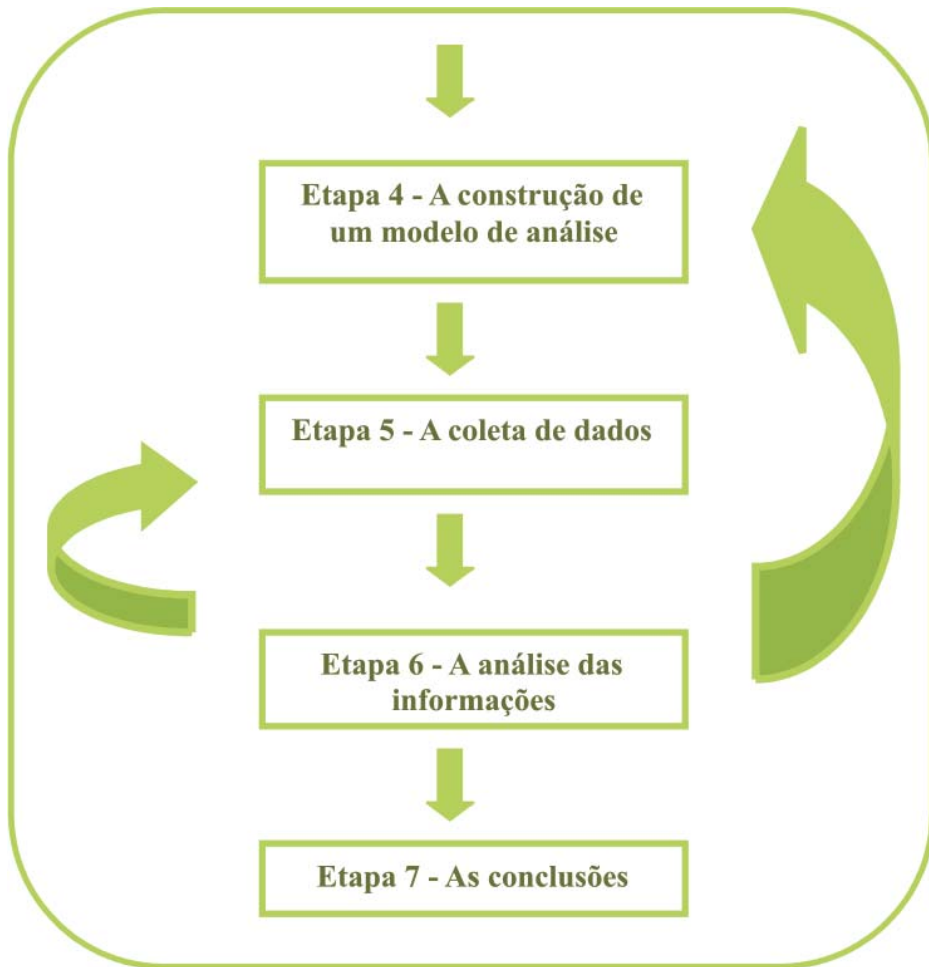 Etapa 4 - A construção de
um modelo de análise
Etapa 5 - A coleta de dados
Etapa 6 - A análise das
informações
Etapa 7 - As conclusões